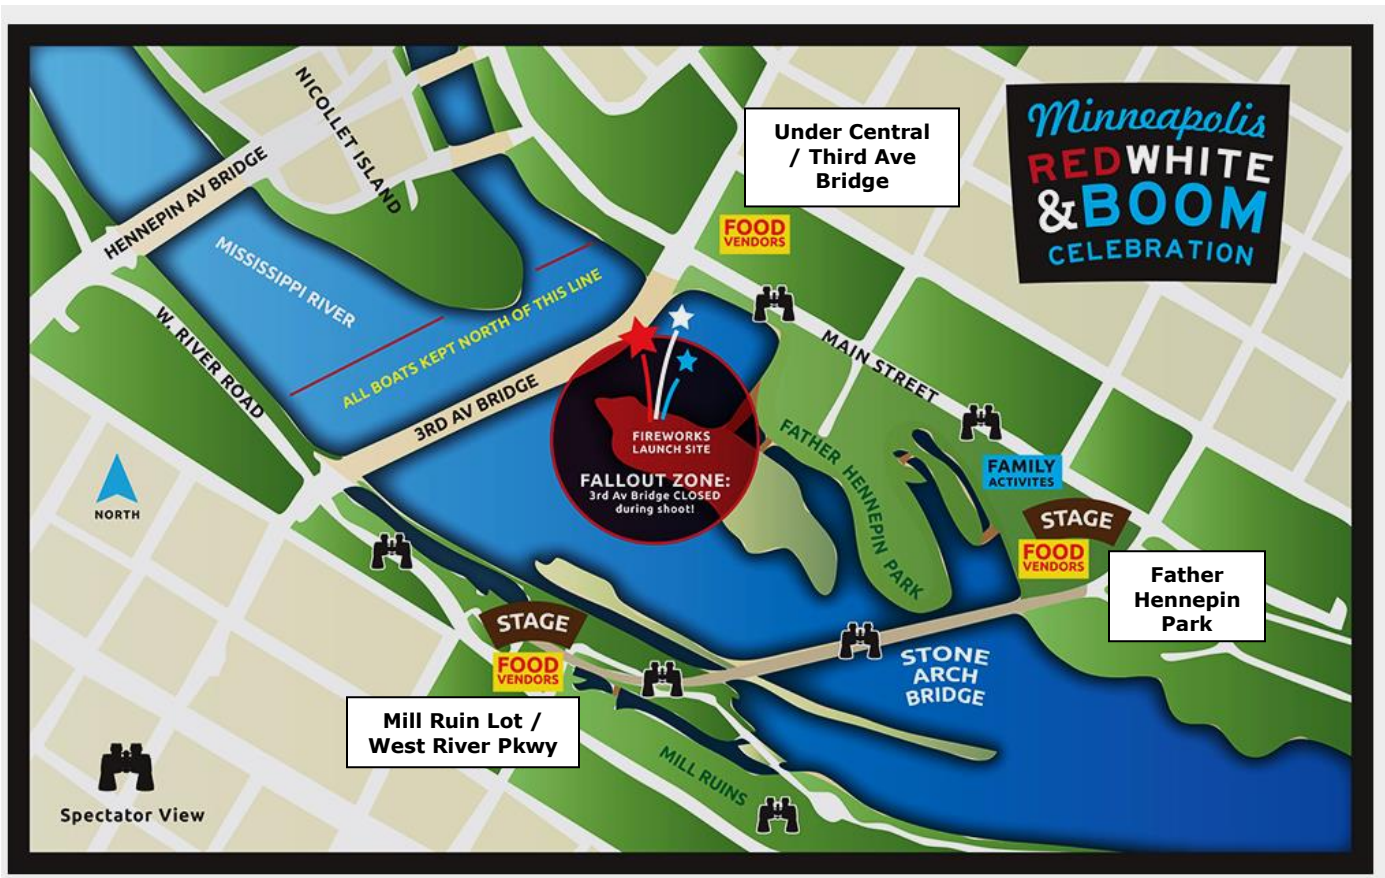 NICOLLET ISLAND
Under Central
/ Third Ave
Bridge
Minneapolis
REDWHITE
&BOOM
CELEBRATION
HENNEPIN AV BRIDGE
FOOD
VENDORS
MISSISSIPPI RIVER
ALL BOATS KEPT NORTH OF THIS LINE
W. RIVER ROAD
MAIN STREET
3RD AV BRIDGE
FIREWORKS
LAUNCH SITE
FALLOUT ZONE:
3rd Av Bridge CLOSED
during shoot!
FATHER HENNEPIN PARK
FAMILY
ACTIVITES
NORTH
STAGE
FOOD
VENDORS
Father
Hennepin
Park
STAGE
FOOD
VENDORS
STONE
ARCH
BRIDGE
Mill Ruin Lot /
West River Pkwy
MILL RUINS
Spectator View